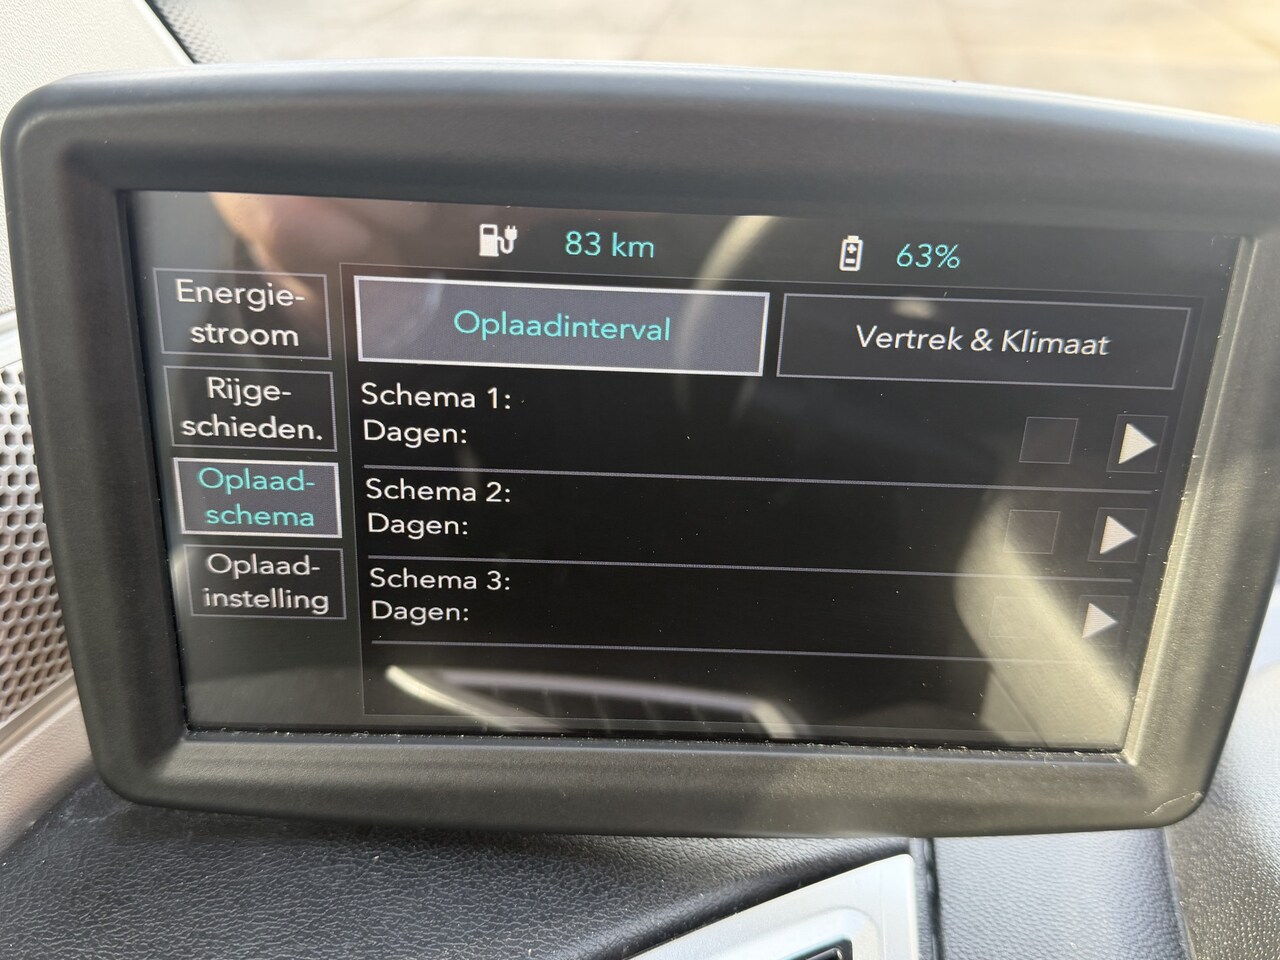 83 km
63%
Energie-
stroom
Rijge-
schieden.
Oplaad-
schema
Oplaad-
instelling
Oplaadinterval
Vertrek & Klimaat
Schema 1:
Dagen:
Schema 2:
Dagen:
Schema 3:
Dagen: